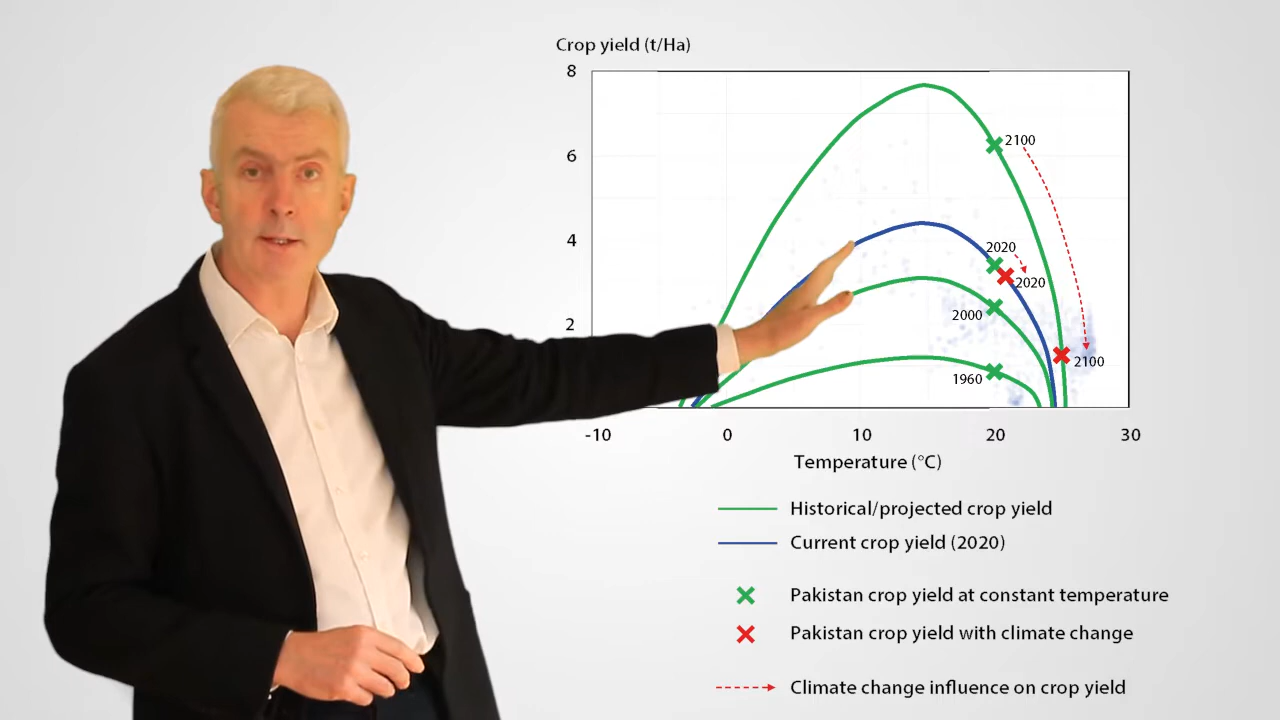 Crop yield (t/Ha)
8
6
4
2
2100
2020
2020
2000
2100
1960
-10 0 10 20 30
Temperature (°C)
Historical/projected crop yield
Current crop yield (2020)
Pakistan crop yield at constant temperature
Pakistan crop yield with climate change
Climate change influence on crop yield